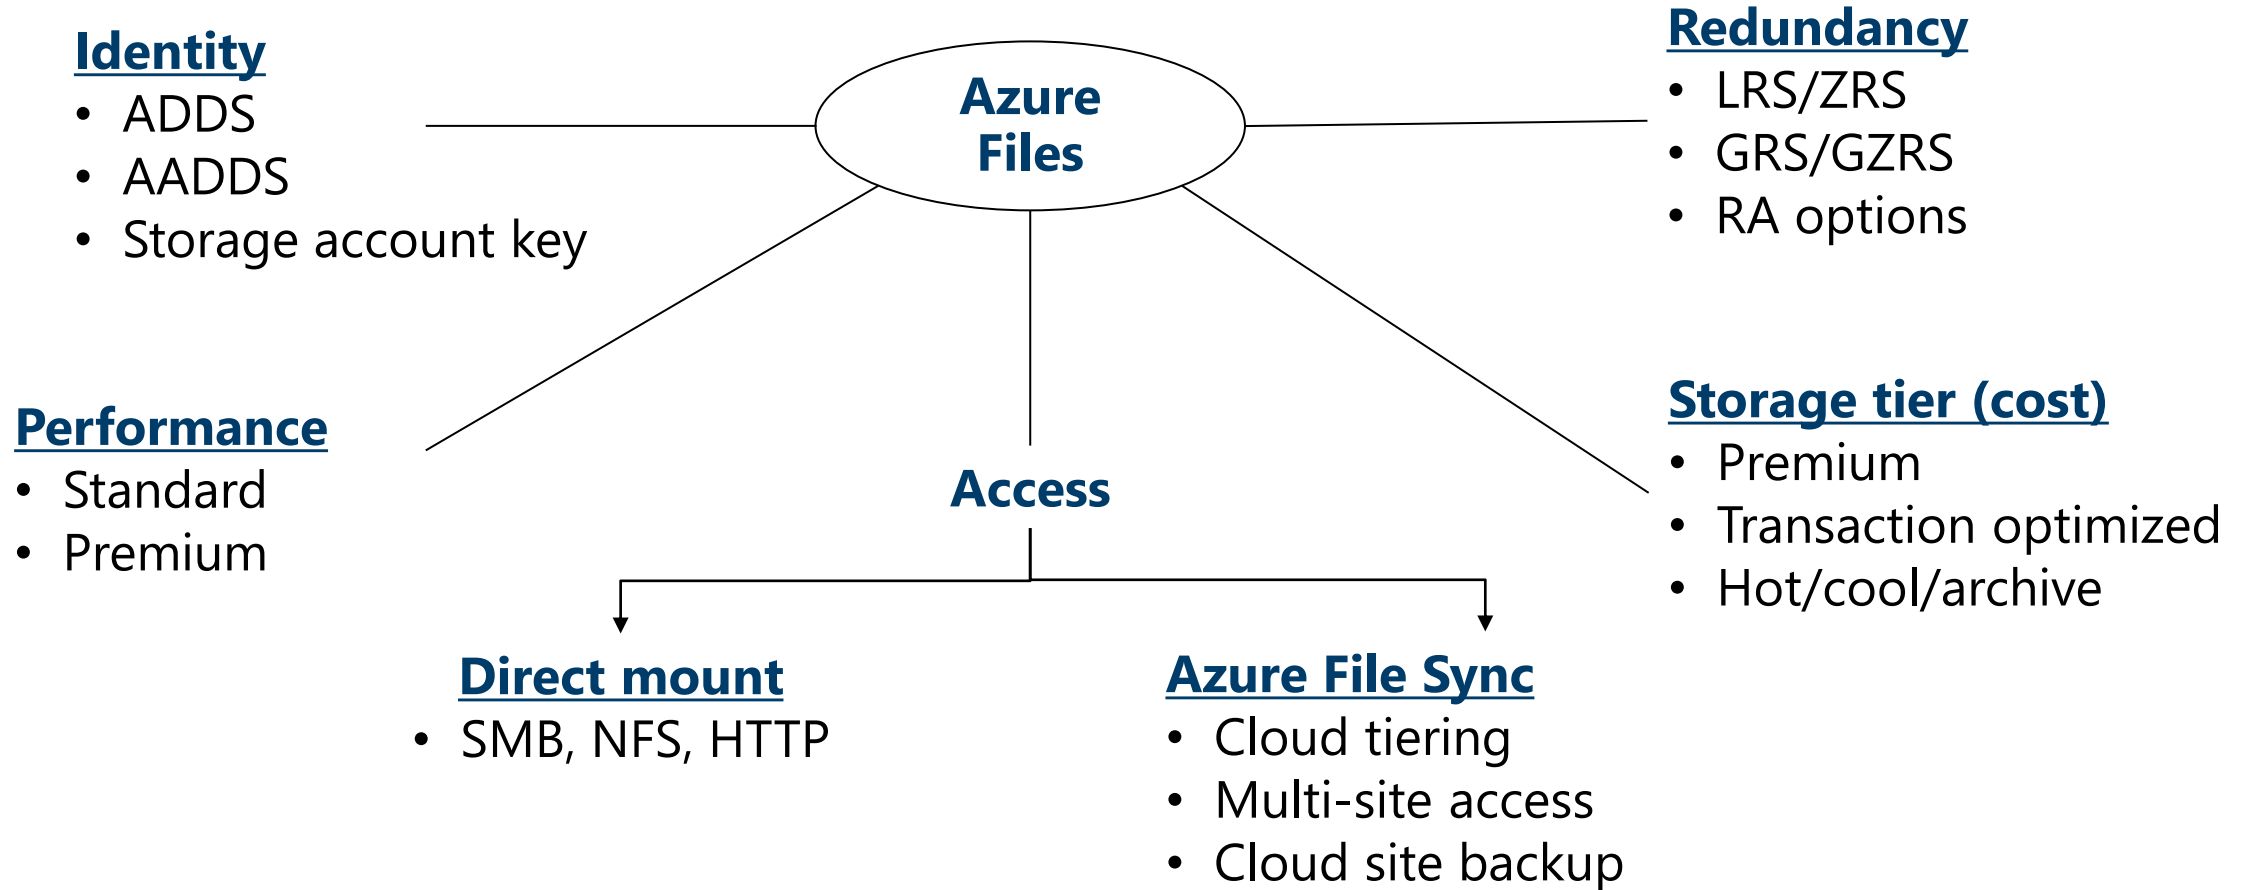 Identity
• ADDS
• AADDS
• Storage account key
Azure
Files
Redundancy
• LRS/ZRS
• GRS/GZRS
• RA options
Performance
• Standard
• Premium
Access
Storage tier (cost)
• Premium
• Transaction optimized
• Hot/cool/archive
Direct mount
• SMB, NFS, HTTP
Azure File Sync
• Cloud tiering
• Multi-site access
• Cloud site backup